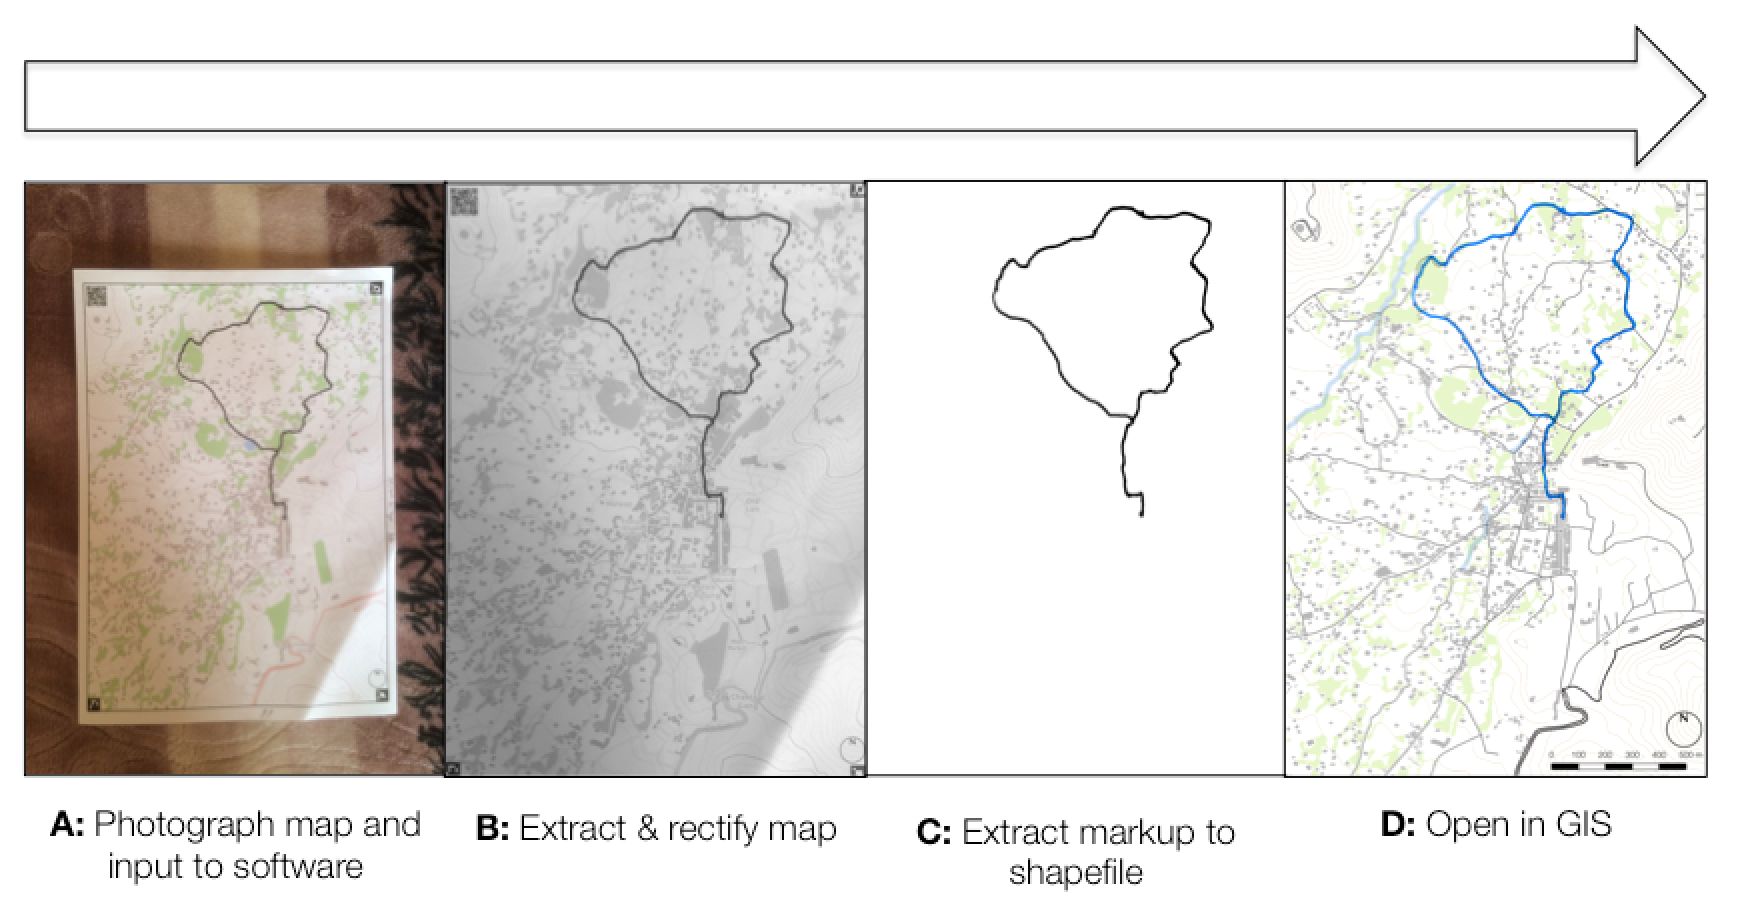 N
0 100 200 300 400 500 m
A: Photograph map and
input to software
B: Extract & rectify map
C: Extract markup to
shapefile
D: Open in GIS